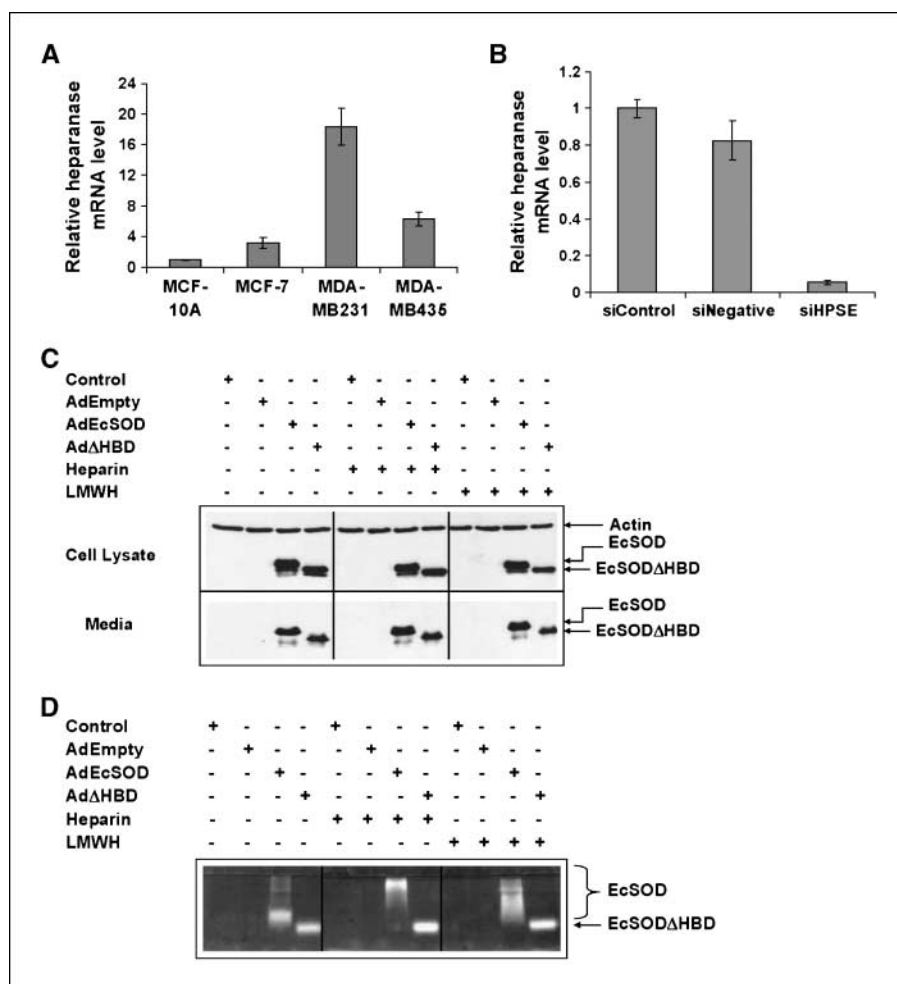 A
Relative heparanase
mRNA level
24
20
16
12
8
4
0
MCF-
10A
MCF-7
MDA-
MB231
MDA-
MB435
B
Relative heparanase
mRNA level
1.2
1
0.8
0.6
0.4
0.2
0
siControl
siNegative
siHPSE
C
Control + - - - + - - - + - - -
AdEmpty - + - - - + - - - + - -
AdEcSOD - - + - - - + - - - + -
AdΔHBD - - - + - - - + - - - +
Heparin - - - - + + + + - - - -
LMWH - - - - - - - - + + + +
Cell Lysate
Actin
EcSOD
EcSODΔHBD
Media
EcSOD
EcSODΔHBD
D
Control + - - - + - - - + - - -
AdEmpty - + - - - + - - - + - -
AdEcSOD - - + - - - + - - - + -
AdΔHBD - - - + - - - + - - - +
Heparin - - - - + + + + - - - -
LMWH - - - - - - - - + + + +
EcSOD
EcSODΔHBD